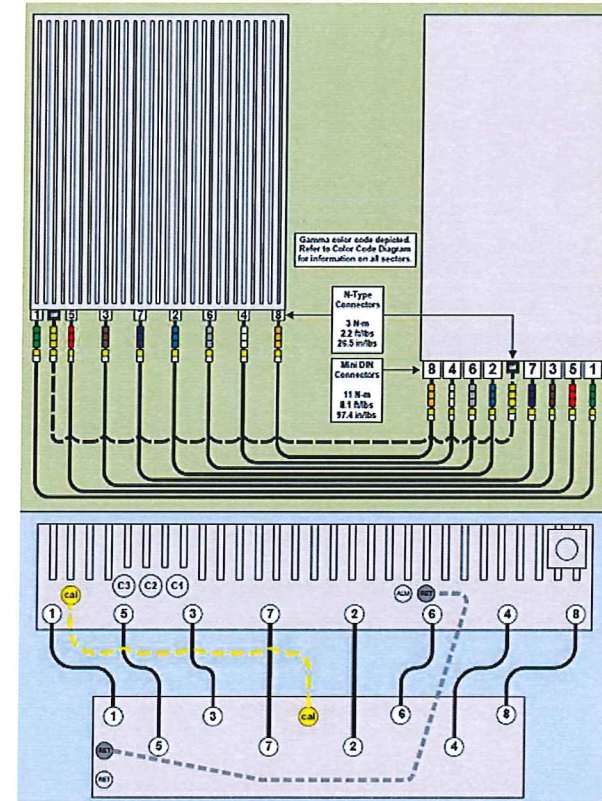 Gamma color code depicted.
Refer to Color Code Diagram
for information on all sectors.
N-Type
Connectors
3 N-m
2.2 ft/lbs
26.5 in/lbs
1 5 3 7 2 6 4 8
Mini DIN
Connectors
11 N-m
8.1 ft/lbs
97.4 in/lbs
8 4 6 2 7 3 5 1
cal C3 C2 C1 ALM RET
1 5 3 7 2 6 4 8
1 3 cal 6 8
5 7 2 4
RET
RET